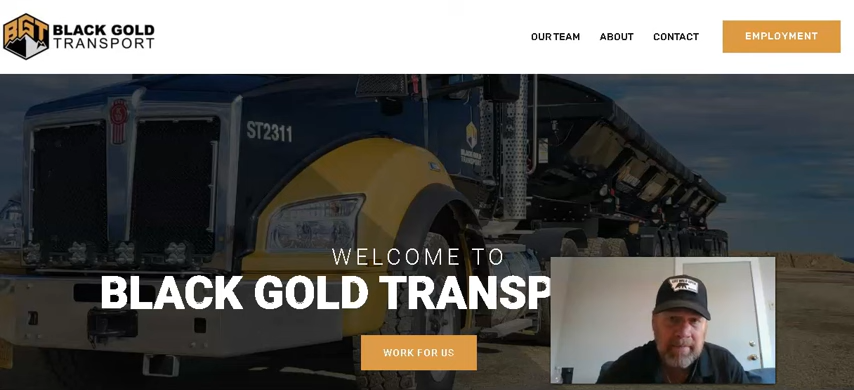 BGT
BLACK GOLD
TRANSPORT
OUR TEAM
ABOUT
CONTACT
EMPLOYMENT
ST2311
WELCOME TO
BLACK GOLD TRANSP
WORK FOR US